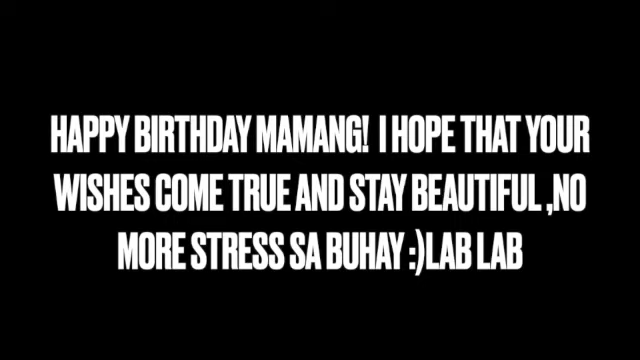 HAPPY BIRTHDAY MAMANG! I HOPE THAT YOUR
WISHES COME TRUE AND STAY BEAUTIFUL ,NO
MORE STRESS SA BUHAY :)LAB LAB